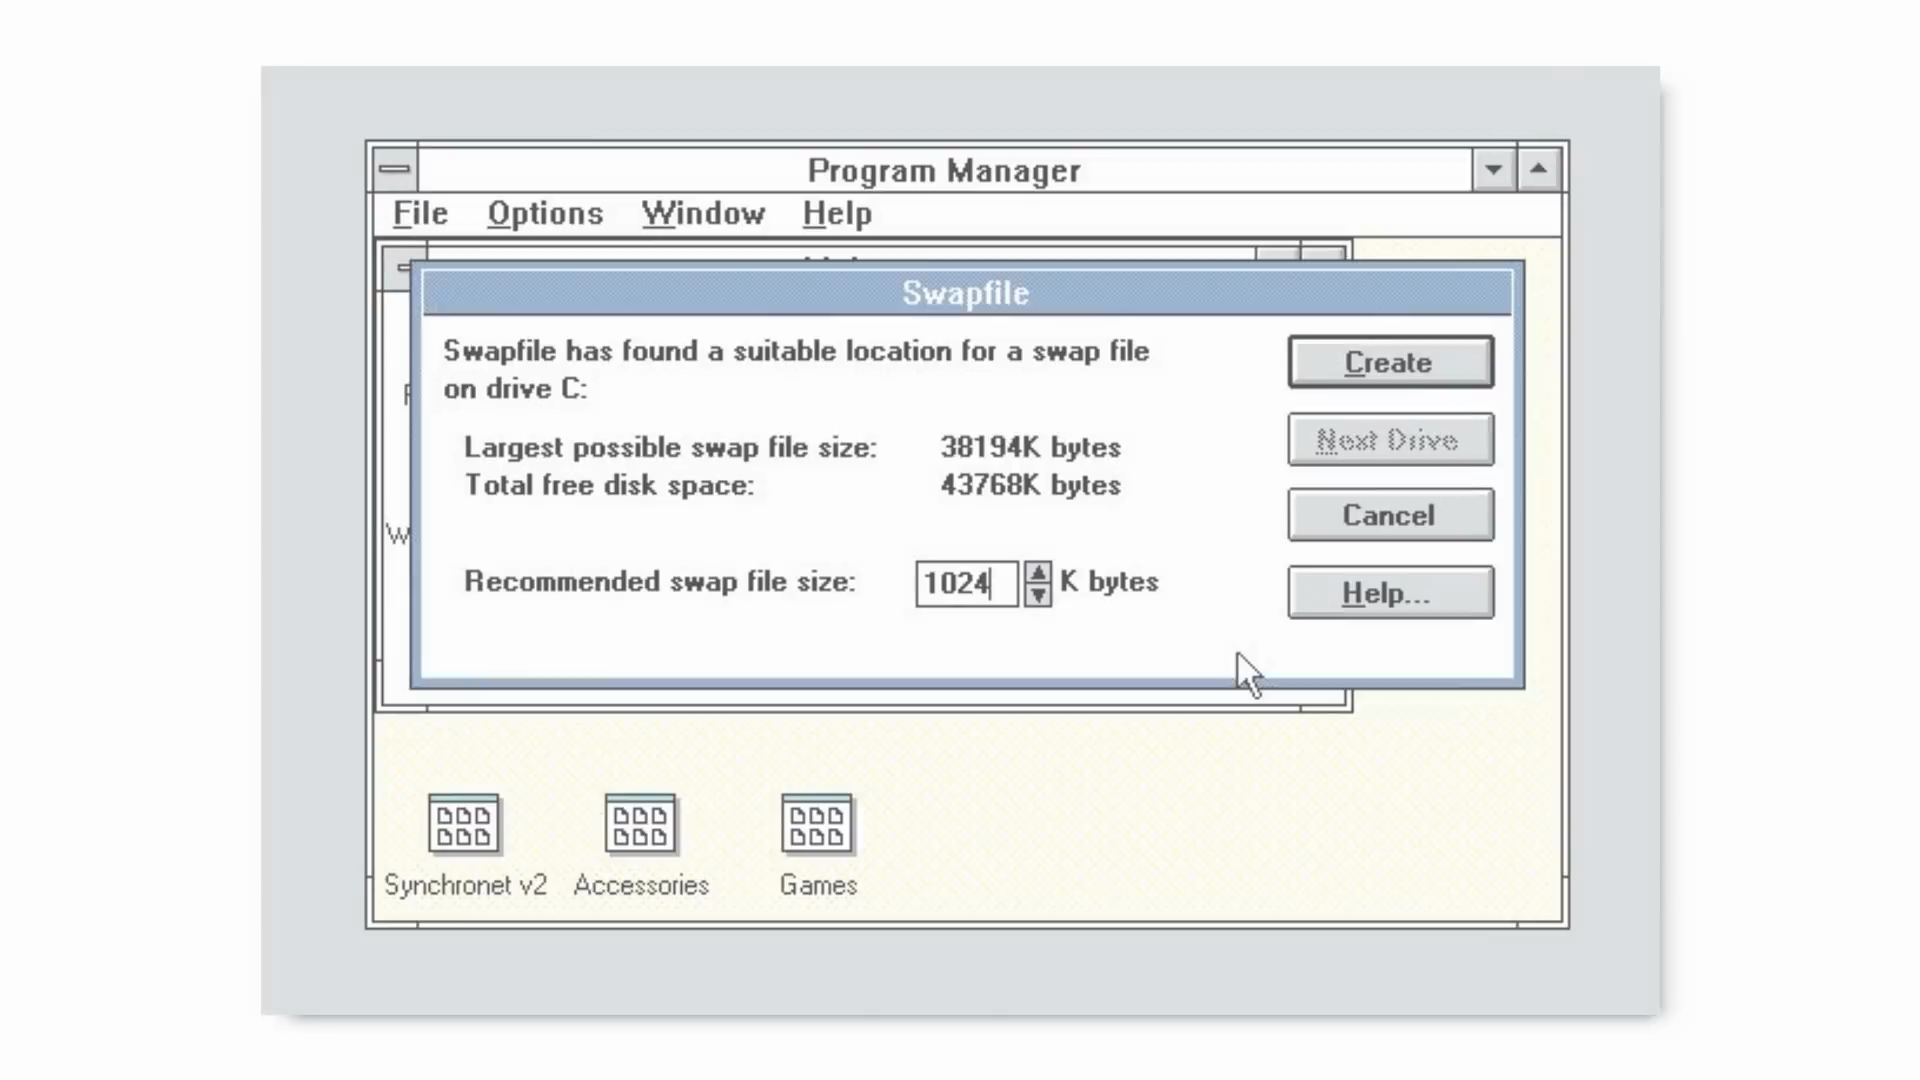 Program Manager
File Options Window Help
Swapfile
Swapfile has found a suitable location for a swap file
on drive C:
Create
Next Drive
Largest possible swap file size: 38194K bytes
Total free disk space: 43768K bytes
Cancel
Recommended swap file size: 1024 K bytes
Help...
Synchronet v2 Accessories Games